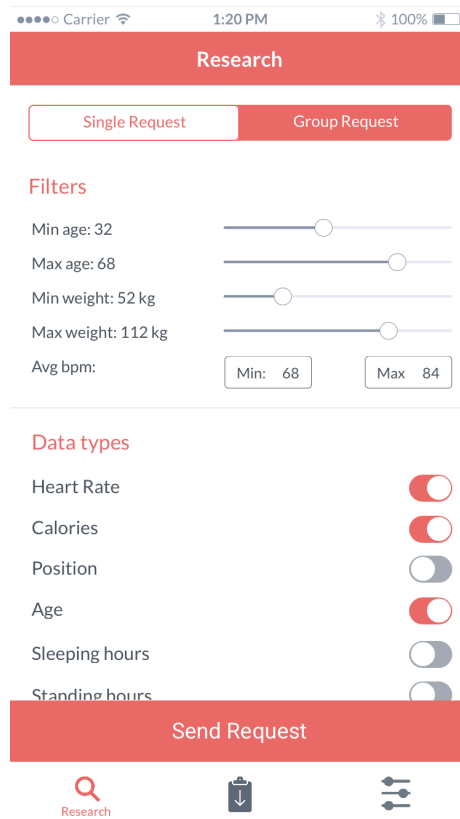 Carrier 1:20 PM 100%
Research
Single Request Group Request
Filters
Min age: 32
Max age: 68
Min weight: 52 kg
Max weight: 112 kg
Avg bpm: Min: 68 Max 84
Data types
Heart Rate
Calories
Position
Age
Sleeping hours
Standing hours
Send Request
Research